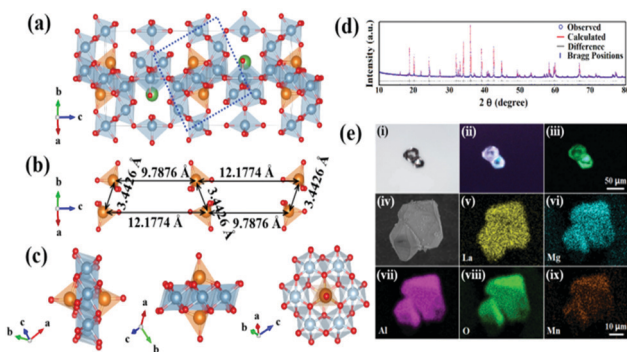 (a)
b
c
a
(b)
9.7876 Å
12.1774 Å
3.4426 Å
3.4426 Å
3.4426 Å
12.1774 Å
9.7876 Å
b
c
a
(c)
c
a
b
a
c
b
a
c
b
(d)
Intensity (a.u.)
Observed
Calculated
Difference
Bragg Positions
10 20 30 40 50 60 70 80
2 θ (degree)
(e)
(i)
(ii)
(iii)
50 μm
(iv)
(v)
(vi)
La
Mg
(vii)
(viii)
(ix)
Al
O
Mn
10 μm